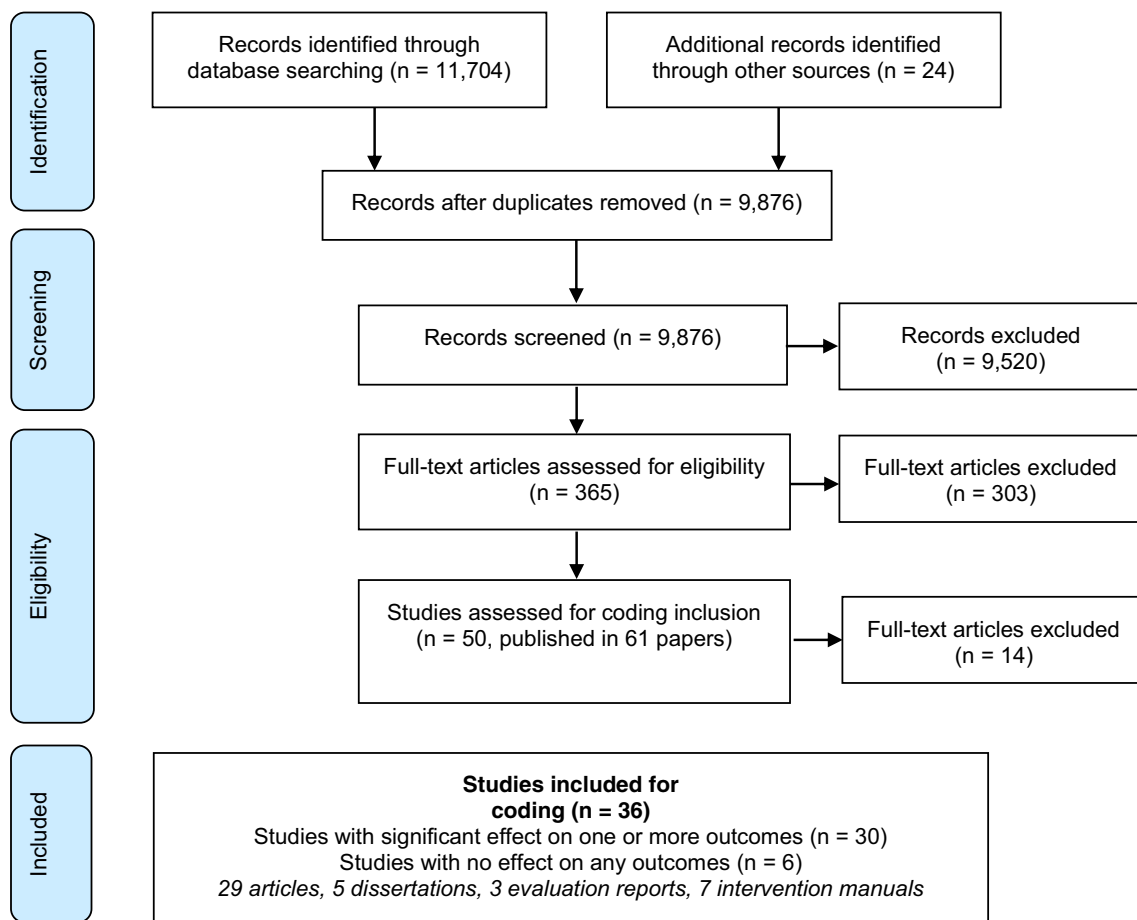 Identification
Records identified through
database searching (n = 11,704)
Additional records identified
through other sources (n = 24)
Records after duplicates removed (n = 9,876)
Screening
Records screened (n = 9,876)
Records excluded
(n = 9,520)
Eligibility
Full-text articles assessed for eligibility
(n = 365)
Full-text articles excluded
(n = 303)
Studies assessed for coding inclusion
(n = 50, published in 61 papers)
Full-text articles excluded
(n = 14)
Included
Studies included for
coding (n = 36)
Studies with significant effect on one or more outcomes (n = 30)
Studies with no effect on any outcomes (n = 6)
29 articles, 5 dissertations, 3 evaluation reports, 7 intervention manuals